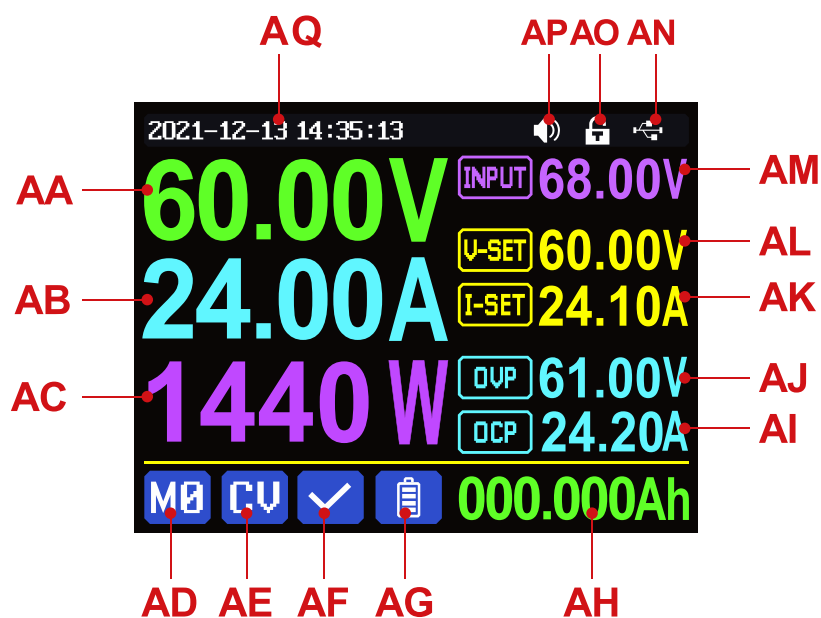 AQ AP AO AN
2021-12-13 14:35:13
AA 60.00V INPUT 68.00V AM
V-SET 60.00V AL
AB 24.00A I-SET 24.10A AK
AC 1440 W OVP 61.00V AJ
OCP 24.20A AI
M0 CV 000.000Ah
AD AE AF AG AH